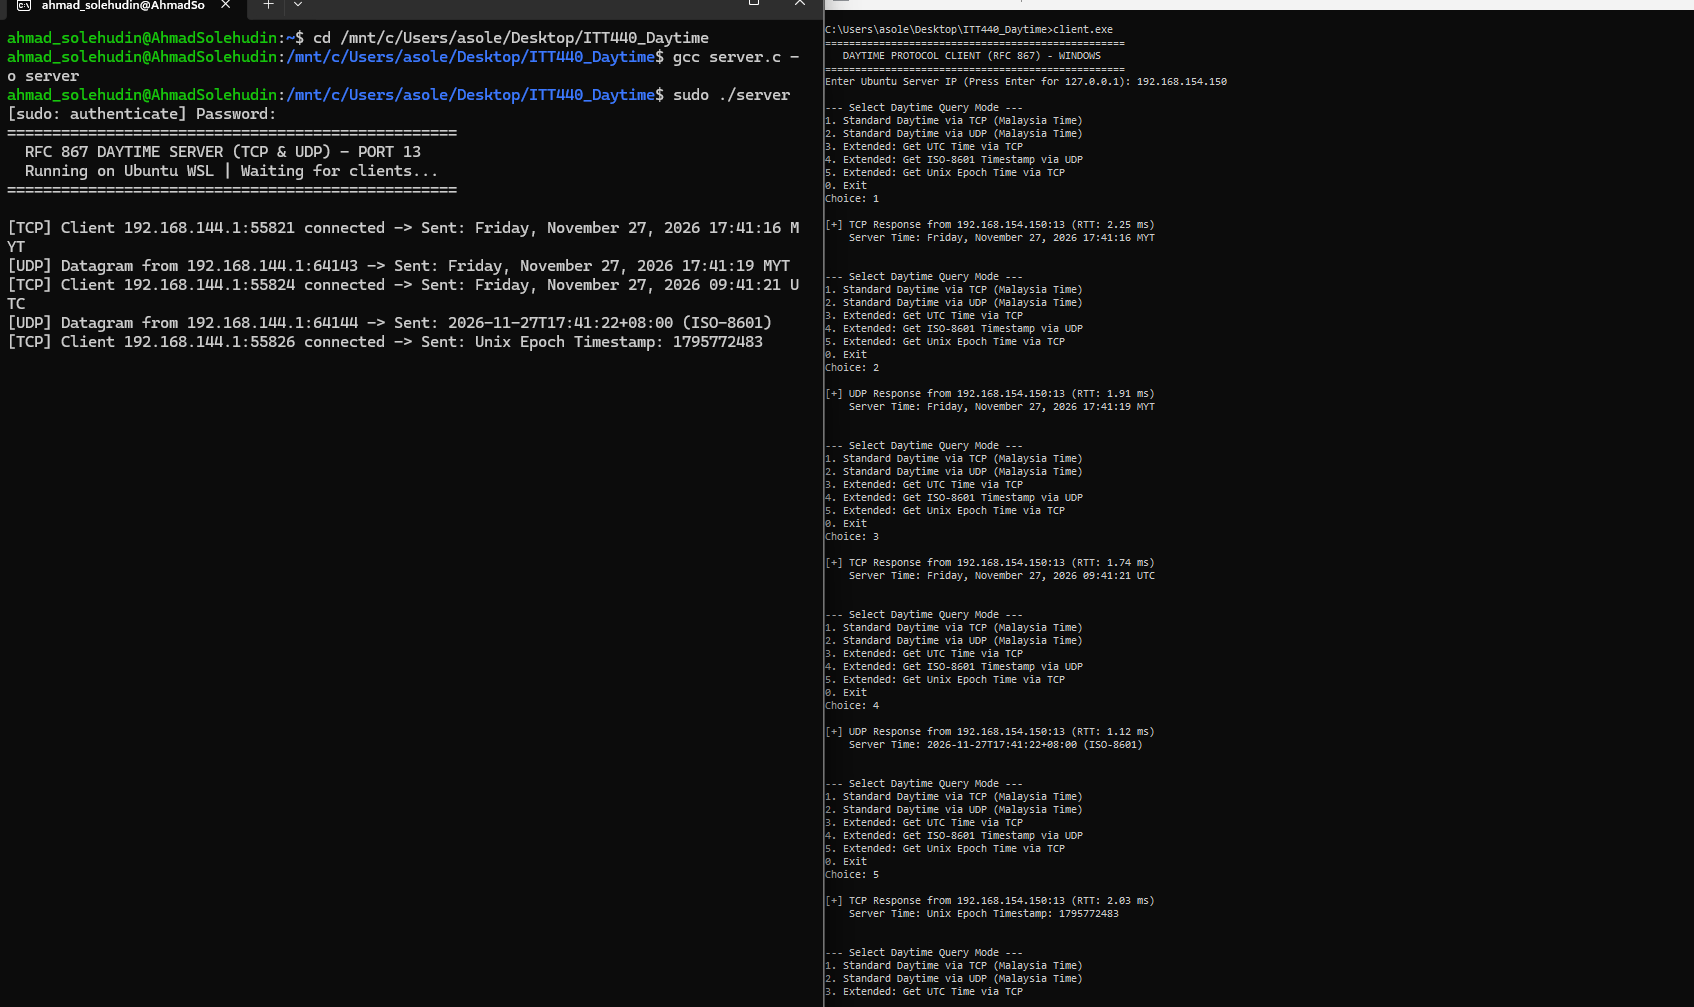 ahmad_solehudin@AhmadSo
ahmad_solehudin@AhmadSolehudin:~$ cd /mnt/c/Users/asole/Desktop/ITT440_Daytime
ahmad_solehudin@AhmadSolehudin:/mnt/c/Users/asole/Desktop/ITT440_Daytime$ gcc server.c -
o server
ahmad_solehudin@AhmadSolehudin:/mnt/c/Users/asole/Desktop/ITT440_Daytime$ sudo ./server
[sudo: authenticate] Password:
==================================================
RFC 867 DAYTIME SERVER (TCP & UDP) - PORT 13
Running on Ubuntu WSL | Waiting for clients...
==================================================
[TCP] Client 192.168.144.1:55821 connected -> Sent: Friday, November 27, 2026 17:41:16 M
YT
[UDP] Datagram from 192.168.144.1:64143 -> Sent: Friday, November 27, 2026 17:41:19 MYT
[TCP] Client 192.168.144.1:55824 connected -> Sent: Friday, November 27, 2026 09:41:21 U
TC
[UDP] Datagram from 192.168.144.1:64144 -> Sent: 2026-11-27T17:41:22+08:00 (ISO-8601)
[TCP] Client 192.168.144.1:55826 connected -> Sent: Unix Epoch Timestamp: 1795772483
C:\Users\asole\Desktop\ITT440_Daytime>client.exe
==================================================
DAYTIME PROTOCOL CLIENT (RFC 867) - WINDOWS
==================================================
Enter Ubuntu Server IP (Press Enter for 127.0.0.1): 192.168.154.150
--- Select Daytime Query Mode ---
1. Standard Daytime via TCP (Malaysia Time)
2. Standard Daytime via UDP (Malaysia Time)
3. Extended: Get UTC Time via TCP
4. Extended: Get ISO-8601 Timestamp via UDP
5. Extended: Get Unix Epoch Time via TCP
0. Exit
Choice: 1
[+] TCP Response from 192.168.154.150:13 (RTT: 2.25 ms)
Server Time: Friday, November 27, 2026 17:41:16 MYT
--- Select Daytime Query Mode ---
1. Standard Daytime via TCP (Malaysia Time)
2. Standard Daytime via UDP (Malaysia Time)
3. Extended: Get UTC Time via TCP
4. Extended: Get ISO-8601 Timestamp via UDP
5. Extended: Get Unix Epoch Time via TCP
0. Exit
Choice: 2
[+] UDP Response from 192.168.154.150:13 (RTT: 1.91 ms)
Server Time: Friday, November 27, 2026 17:41:19 MYT
--- Select Daytime Query Mode ---
1. Standard Daytime via TCP (Malaysia Time)
2. Standard Daytime via UDP (Malaysia Time)
3. Extended: Get UTC Time via TCP
4. Extended: Get ISO-8601 Timestamp via UDP
5. Extended: Get Unix Epoch Time via TCP
0. Exit
Choice: 3
[+] TCP Response from 192.168.154.150:13 (RTT: 1.74 ms)
Server Time: Friday, November 27, 2026 09:41:21 UTC
--- Select Daytime Query Mode ---
1. Standard Daytime via TCP (Malaysia Time)
2. Standard Daytime via UDP (Malaysia Time)
3. Extended: Get UTC Time via TCP
4. Extended: Get ISO-8601 Timestamp via UDP
5. Extended: Get Unix Epoch Time via TCP
0. Exit
Choice: 4
[+] UDP Response from 192.168.154.150:13 (RTT: 1.12 ms)
Server Time: 2026-11-27T17:41:22+08:00 (ISO-8601)
--- Select Daytime Query Mode ---
1. Standard Daytime via TCP (Malaysia Time)
2. Standard Daytime via UDP (Malaysia Time)
3. Extended: Get UTC Time via TCP
4. Extended: Get ISO-8601 Timestamp via UDP
5. Extended: Get Unix Epoch Time via TCP
0. Exit
Choice: 5
[+] TCP Response from 192.168.154.150:13 (RTT: 2.03 ms)
Server Time: Unix Epoch Timestamp: 1795772483
--- Select Daytime Query Mode ---
1. Standard Daytime via TCP (Malaysia Time)
2. Standard Daytime via UDP (Malaysia Time)
3. Extended: Get UTC Time via TCP